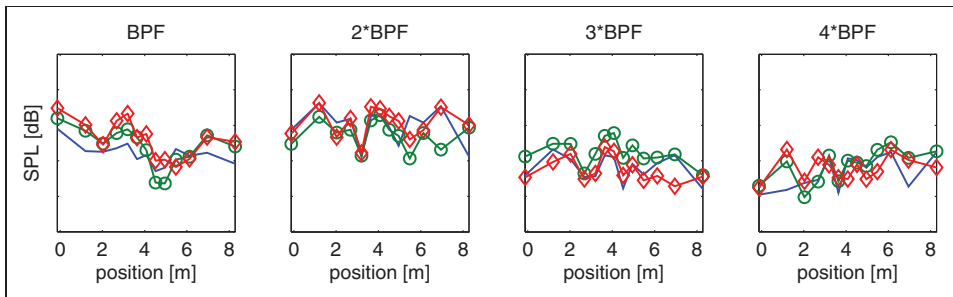 BPF 2*BPF 3*BPF 4*BPF
SPL [dB]
0 2 4 6 8 0 2 4 6 8 0 2 4 6 8 0 2 4 6 8
position [m] position [m] position [m] position [m]